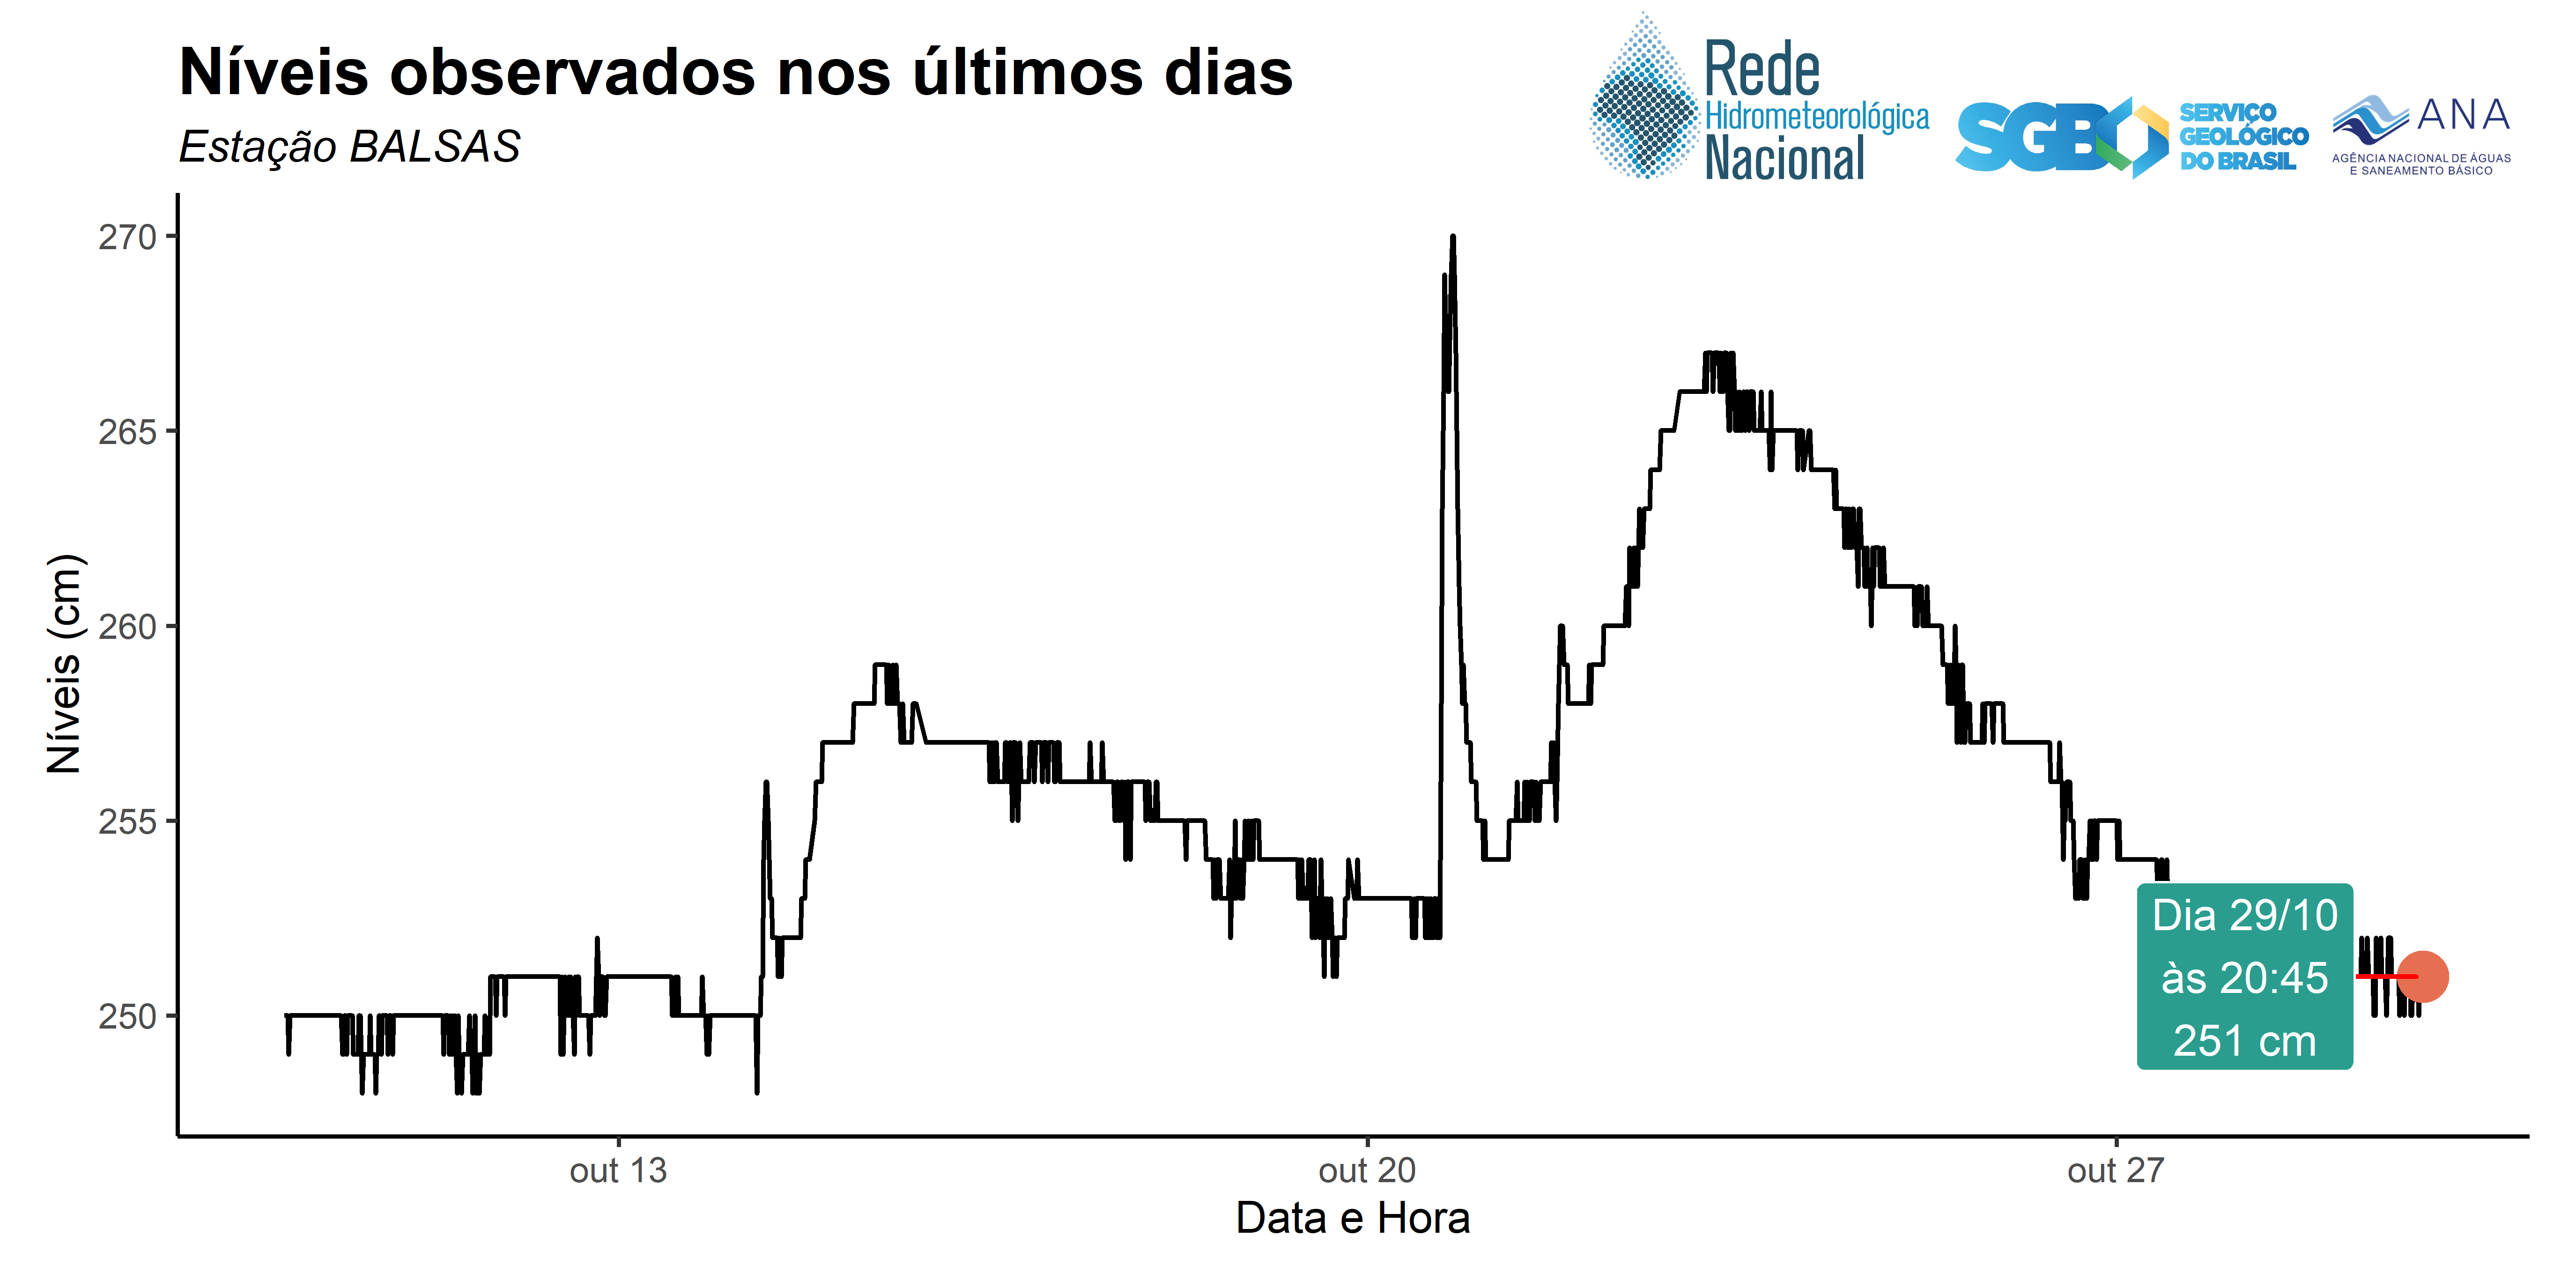 Níveis observados nos últimos dias
Estação BALSAS
Rede
Hidrometeorológica
Nacional
SGB
SERVIÇO
GEOLÓGICO
DO BRASIL
ANA
AGÊNCIA NACIONAL DE ÁGUAS
E SANEAMENTO BÁSICO
Níveis (cm)
270
265
260
255
250
Dia 29/10
às 20:45
251 cm
out 13
out 20
out 27
Data e Hora